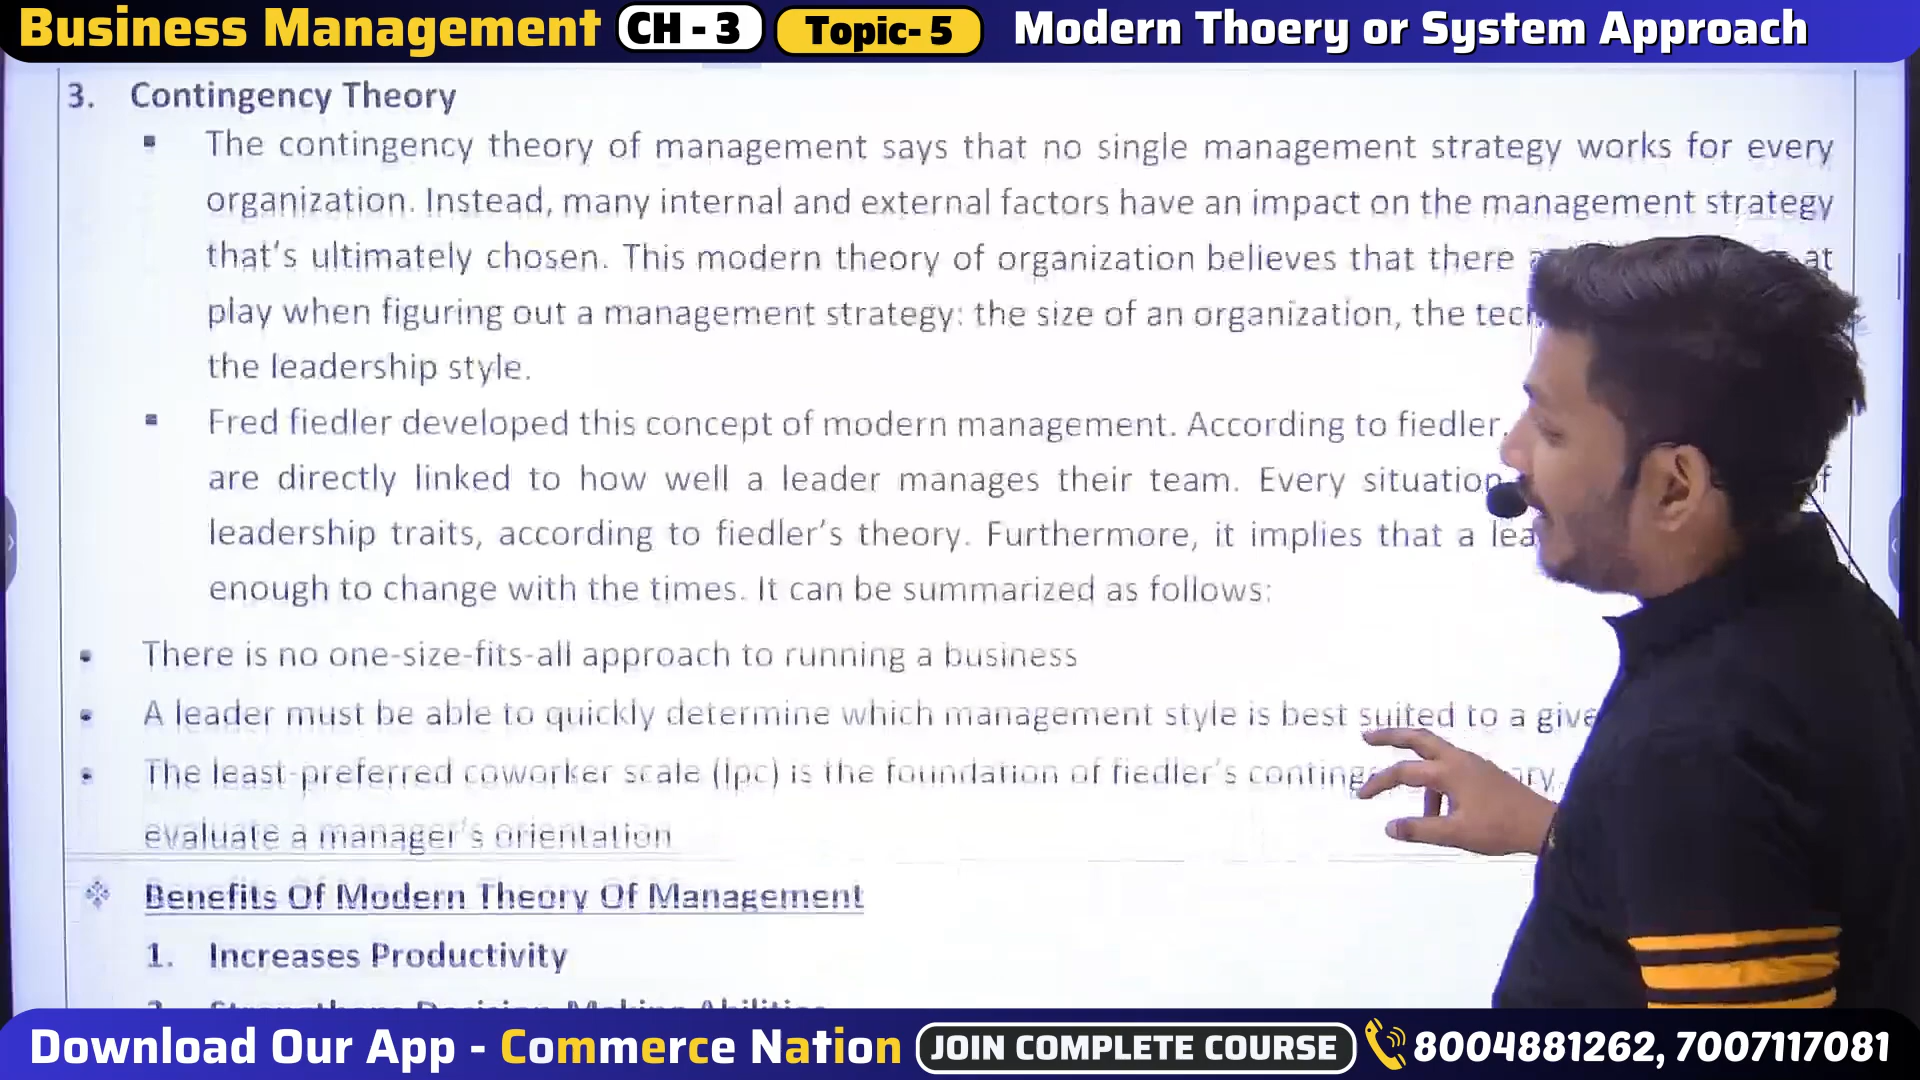 Business Management CH - 3 Topic- 5 Modern Thoery or System Approach
3. Contingency Theory
▪ The contingency theory of management says that no single management strategy works for every
organization. Instead, many internal and external factors have an impact on the management strategy
that's ultimately chosen. This modern theory of organization believes that there at
play when figuring out a management strategy: the size of an organization, the
the leadership style.
▪ Fred fiedler developed this concept of modern management. According to fiedler,
are directly linked to how well a leader manages their team. Every situation
leadership traits, according to fiedler's theory. Furthermore, it implies that a
enough to change with the times. It can be summarized as follows:
• There is no one-size-fits-all approach to running a business
• A leader must be able to quickly determine which management style is best suited to a
• The least-preferred coworker scale (lpc) is the foundation of fiedler's
evaluate a manager's orientation
❖ Benefits Of Modern Theory Of Management
1. Increases Productivity
Strengthens Decision-Making Abilities
Download Our App - Commerce Nation JOIN COMPLETE COURSE 8004881262, 7007117081